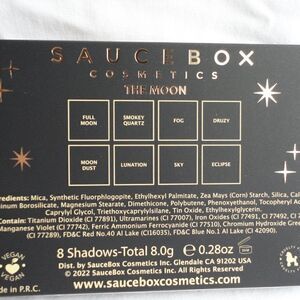 SAUCEBOX
COSMETICS
THE MOON
FULL MOON
SMOKEY QUARTZ
FOG
DRUZY
MOON DUST
LUNATION
SKY
ECLIPSE
Ingredients: Mica, Synthetic Fluorphlogopite, Ethylhexyl Palmitate, Zea Mays (Corn) Starch, Silica,
Borosilicate, Magnesium Stearate, Dimethicone, Polybutene, Phenoxyethanol, Tocopheryl
Caprylyl Glycol, Triethoxycaprylylsilane, Tin Oxide, Ethylhexylglycerin.
Contain: Titanium Dioxide (CI 77891), Ultramarines (CI 77007), Iron Oxides (CI 77491, CI 77492,
Manganese Violet (CI 77742), Ferric Ammonium Ferrocyanide (CI 77510), Chromium Hydroxide Green
(CI 77289), FD&C Red No.40 Al Lake (CI16035), FD&C Blue No.1 Al Lake
8 Shadows-Total 8.0g ℮ 0.28oz
Dist. by SauceBox Cosmetics Inc. Glendale CA 91202 USA
© 2022 SauceBox Cosmetics Inc. All Rights Reserved.
www.sauceboxcosmetics.com
VEGAN
VEGAN
Made in P.R.C.